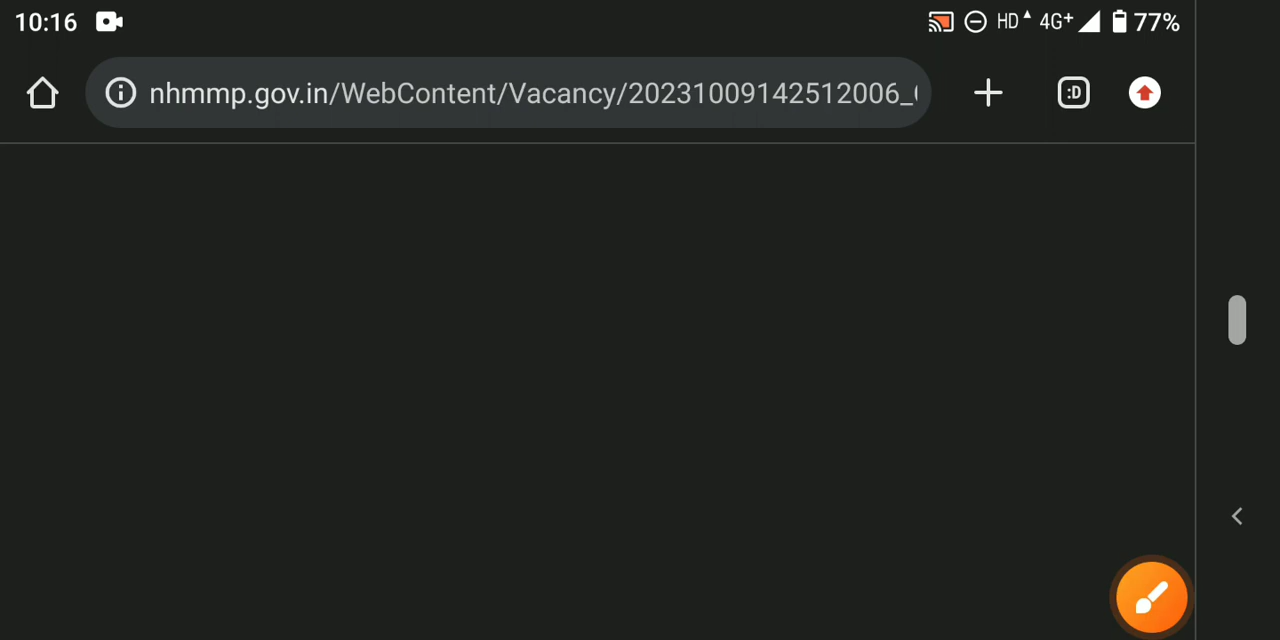 10:16 HD 4G+ 77%
nhmmp.gov.in/WebContent/Vacancy/20231009142512006_
:D